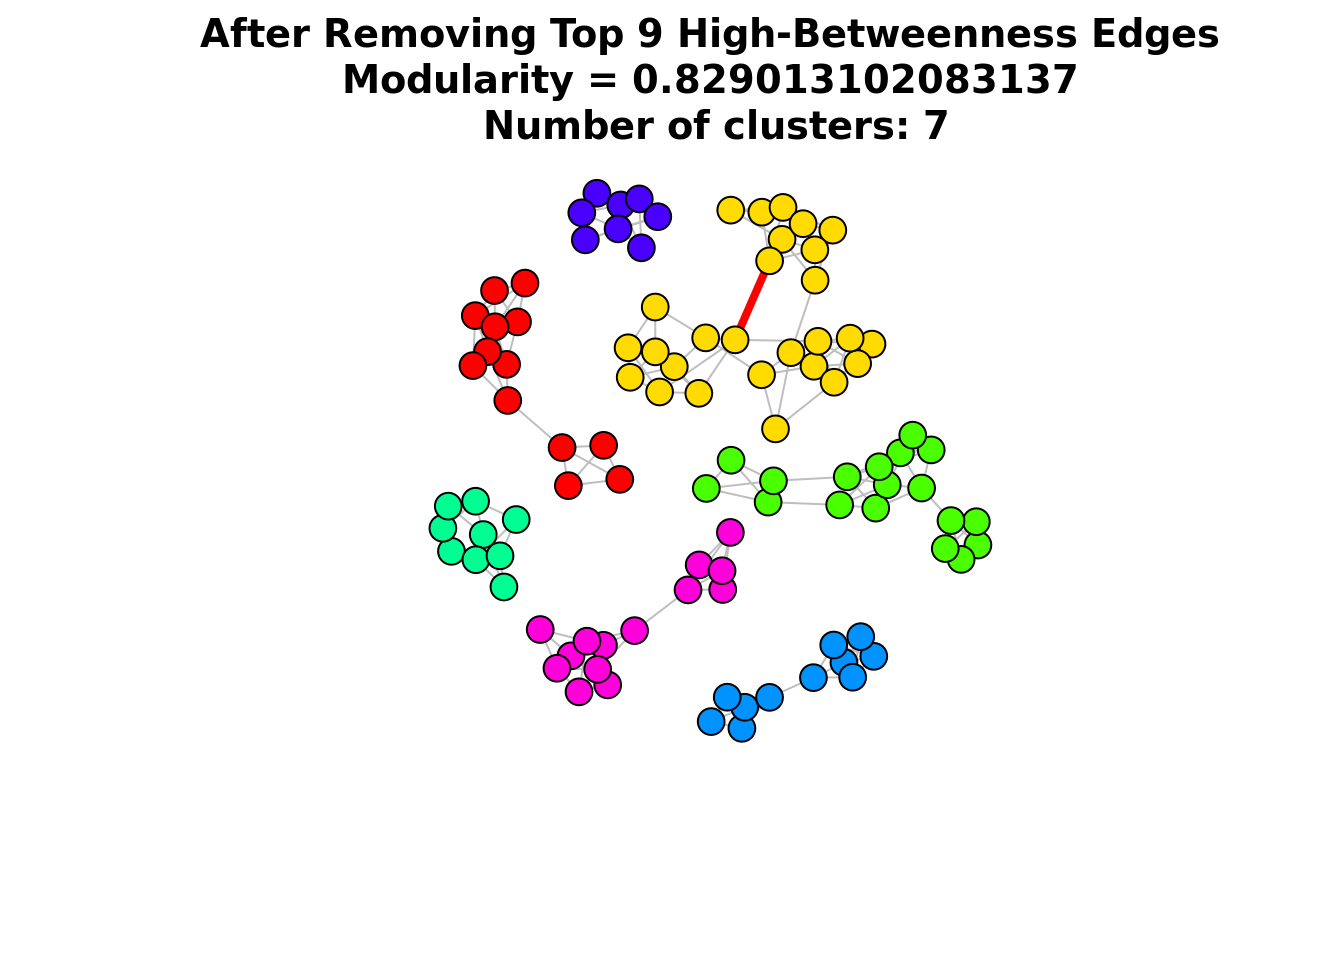 After Removing Top 9 High-Betweenness Edges
Modularity = 0.829013102083137
Number of clusters: 7